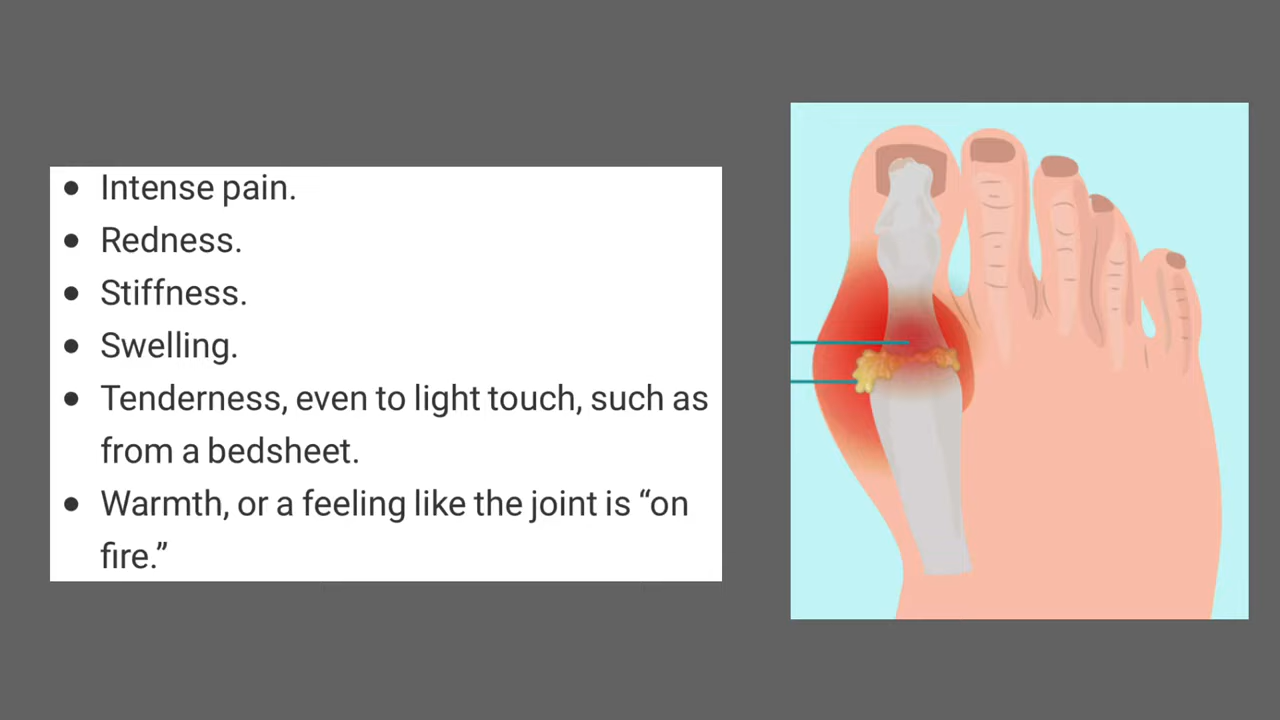 • Intense pain.
• Redness.
• Stiffness.
• Swelling.
• Tenderness, even to light touch, such as
from a bedsheet.
• Warmth, or a feeling like the joint is “on
fire.”